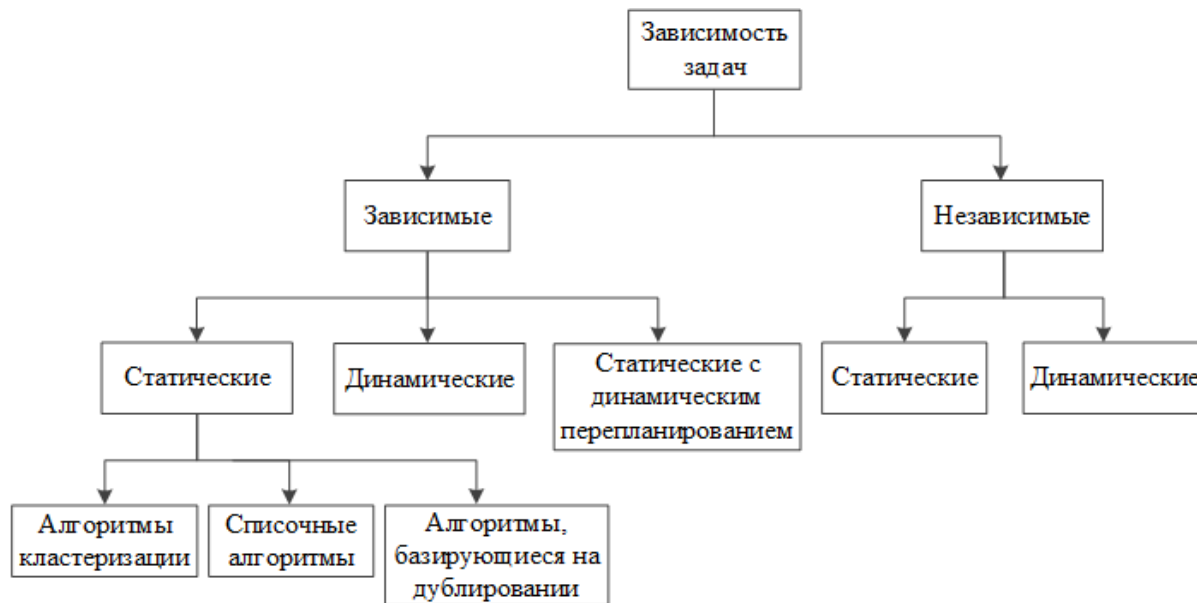 Зависимость
задач
Зависимые
Независимые
Статические
Динамические
Статические с
динамическим
перепланированием
Статические
Динамические
Алгоритмы
кластеризации
Списочные
алгоритмы
Алгоритмы,
базирующиеся на
дублировании